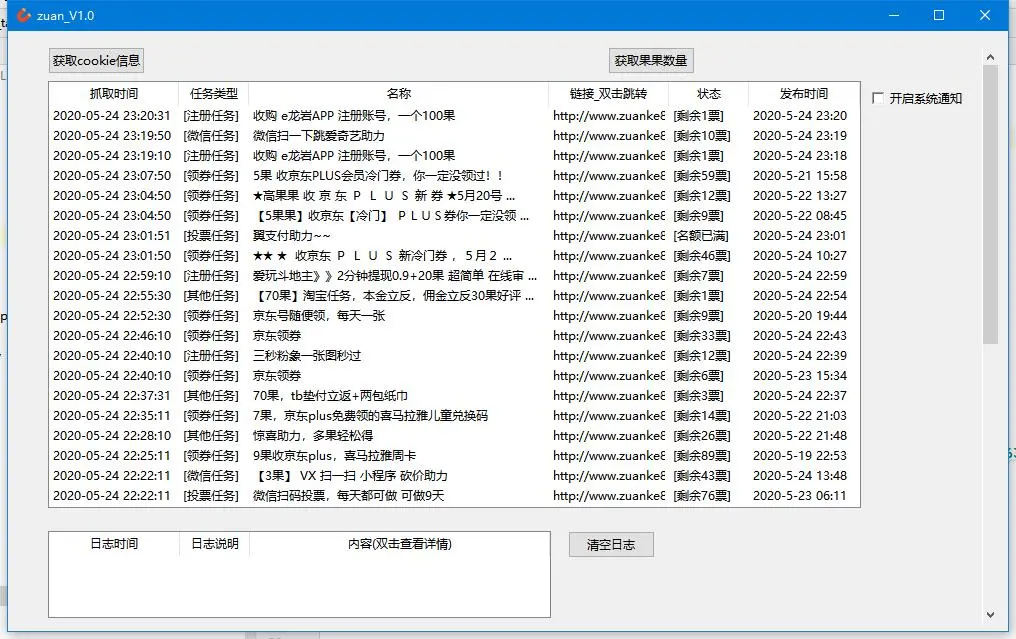 zuan_V1.0
获取cookie信息 获取果果数量
抓取时间 任务类型 名称 链接_双击跳转 状态 发布时间
开启系统通知
2020-05-24 23:20:31 [注册任务] 收购 e龙岩APP 注册账号，一个100果 http://www.zuanke8 [剩余1票] 2020-5-24 23:20
2020-05-24 23:19:50 [微信任务] 微信扫一下跳爱奇艺助力 http://www.zuanke8 [剩余10票] 2020-5-24 23:19
2020-05-24 23:19:10 [注册任务] 收购 e龙岩APP 注册账号，一个100果 http://www.zuanke8 [剩余1票] 2020-5-24 23:18
2020-05-24 23:07:50 [领券任务] 5果 收京东PLUS会员冷门券，你一定没领过！！ http://www.zuanke8 [剩余59票] 2020-5-21 15:58
2020-05-24 23:04:50 [领券任务] ★高果果 收 京 东 Ｐ Ｌ Ｕ Ｓ 新 券 ★5月20号 ... http://www.zuanke8 [剩余12票] 2020-5-22 13:27
2020-05-24 23:04:50 [领券任务] 【5果果】收京东【冷门】 ＰＬＵＳ券你一定没领 ... http://www.zuanke8 [剩余9票] 2020-5-22 08:45
2020-05-24 23:01:51 [投票任务] 翼支付助力~~ http://www.zuanke8 [名额已满] 2020-5-24 23:01
2020-05-24 23:01:50 [领券任务] ★★ ★ 收京 东 Ｐ Ｌ Ｕ Ｓ 新冷门券 ，５月２ ... http://www.zuanke8 [剩余46票] 2020-5-24 10:27
2020-05-24 22:59:10 [注册任务] 爱玩斗地主》》2分钟提现0.9+20果 超简单 在线审 ... http://www.zuanke8 [剩余7票] 2020-5-24 22:59
2020-05-24 22:55:30 [其他任务] 【70果】淘宝任务，本金立反，佣金立反30果好评 ... http://www.zuanke8 [剩余1票] 2020-5-24 22:54
2020-05-24 22:52:30 [领券任务] 京东号随便领，每天一张 http://www.zuanke8 [剩余9票] 2020-5-20 19:44
2020-05-24 22:46:10 [领券任务] 京东领券 http://www.zuanke8 [剩余33票] 2020-5-24 22:43
2020-05-24 22:40:10 [注册任务] 三秒粉象一张图秒过 http://www.zuanke8 [剩余12票] 2020-5-24 22:39
2020-05-24 22:40:10 [领券任务] 京东领券 http://www.zuanke8 [剩余6票] 2020-5-23 15:34
2020-05-24 22:37:31 [其他任务] 70果，tb垫付立返+两包纸巾 http://www.zuanke8 [剩余3票] 2020-5-24 22:37
2020-05-24 22:35:11 [领券任务] 7果，京东plus免费领的喜马拉雅儿童兑换码 http://www.zuanke8 [剩余14票] 2020-5-22 21:03
2020-05-24 22:28:10 [其他任务] 惊喜助力，多果轻松得 http://www.zuanke8 [剩余26票] 2020-5-22 21:48
2020-05-24 22:25:11 [领券任务] 9果收京东plus，喜马拉雅周卡 http://www.zuanke8 [剩余89票] 2020-5-19 22:53
2020-05-24 22:22:11 [微信任务] 【3果】 VX 扫一扫 小程序 砍价助力 http://www.zuanke8 [剩余43票] 2020-5-24 13:48
2020-05-24 22:22:11 [投票任务] 微信扫码投票，每天都可做 可做9天 http://www.zuanke8 [剩余76票] 2020-5-23 06:11
日志时间 日志说明 内容(双击查看详情) 清空日志